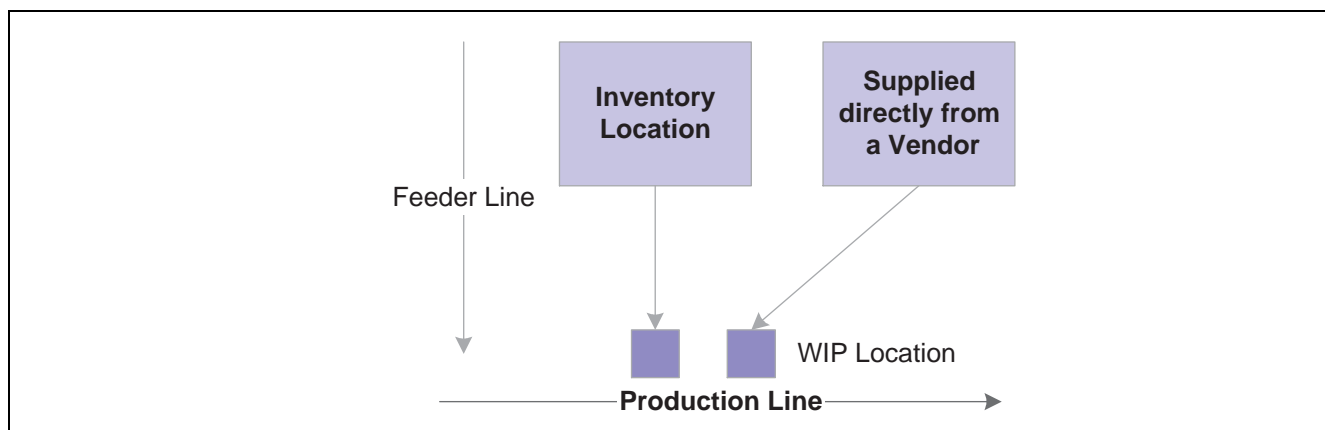 Inventory
Location
Supplied
directly from
a Vendor
Feeder Line
WIP Location
Production Line